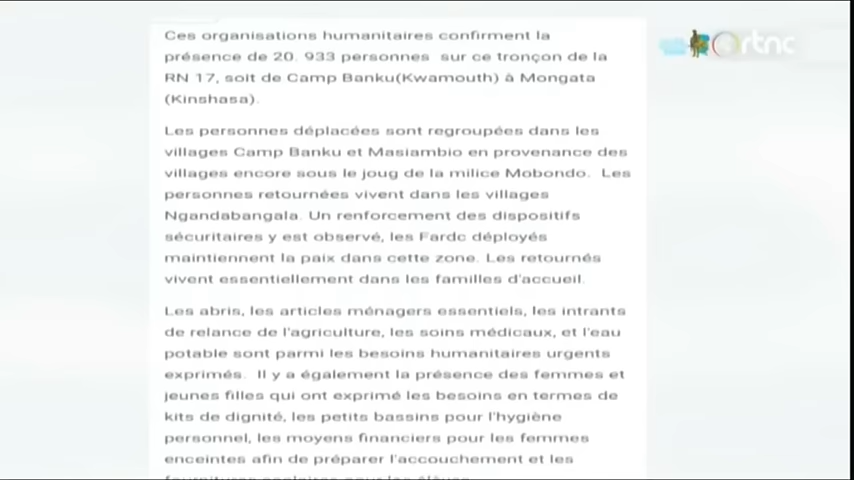 Ces organisations humanitaires confirment la
présence de 20. 933 personnes sur ce tronçon de la
RN 17, soit de Camp Banku(Kwamouth) à Mongata
(Kinshasa).
Les personnes déplacées sont regroupées dans les
villages Camp Banku et Masiambio en provenance des
villages encore sous le joug de la milice Mobondo. Les
personnes retournées vivent dans les villages
Ngandabangala. Un renforcement des dispositifs
sécuritaires y est observé, les Fardc déployés
maintiennent la paix dans cette zone. Les retournés
vivent essentiellement dans les familles d'accueil.
Les abris, les articles ménagers essentiels, les intrants
de relance de l'agriculture, les soins médicaux, et l'eau
potable sont parmi les besoins humanitaires urgents
exprimés. Il y a également la présence des femmes et
jeunes filles qui ont exprimé les besoins en termes de
kits de dignité, les petits bassins pour l'hygiène
personnel, les moyens financiers pour les femmes
enceintes afin de préparer l'accouchement et les
rtnc